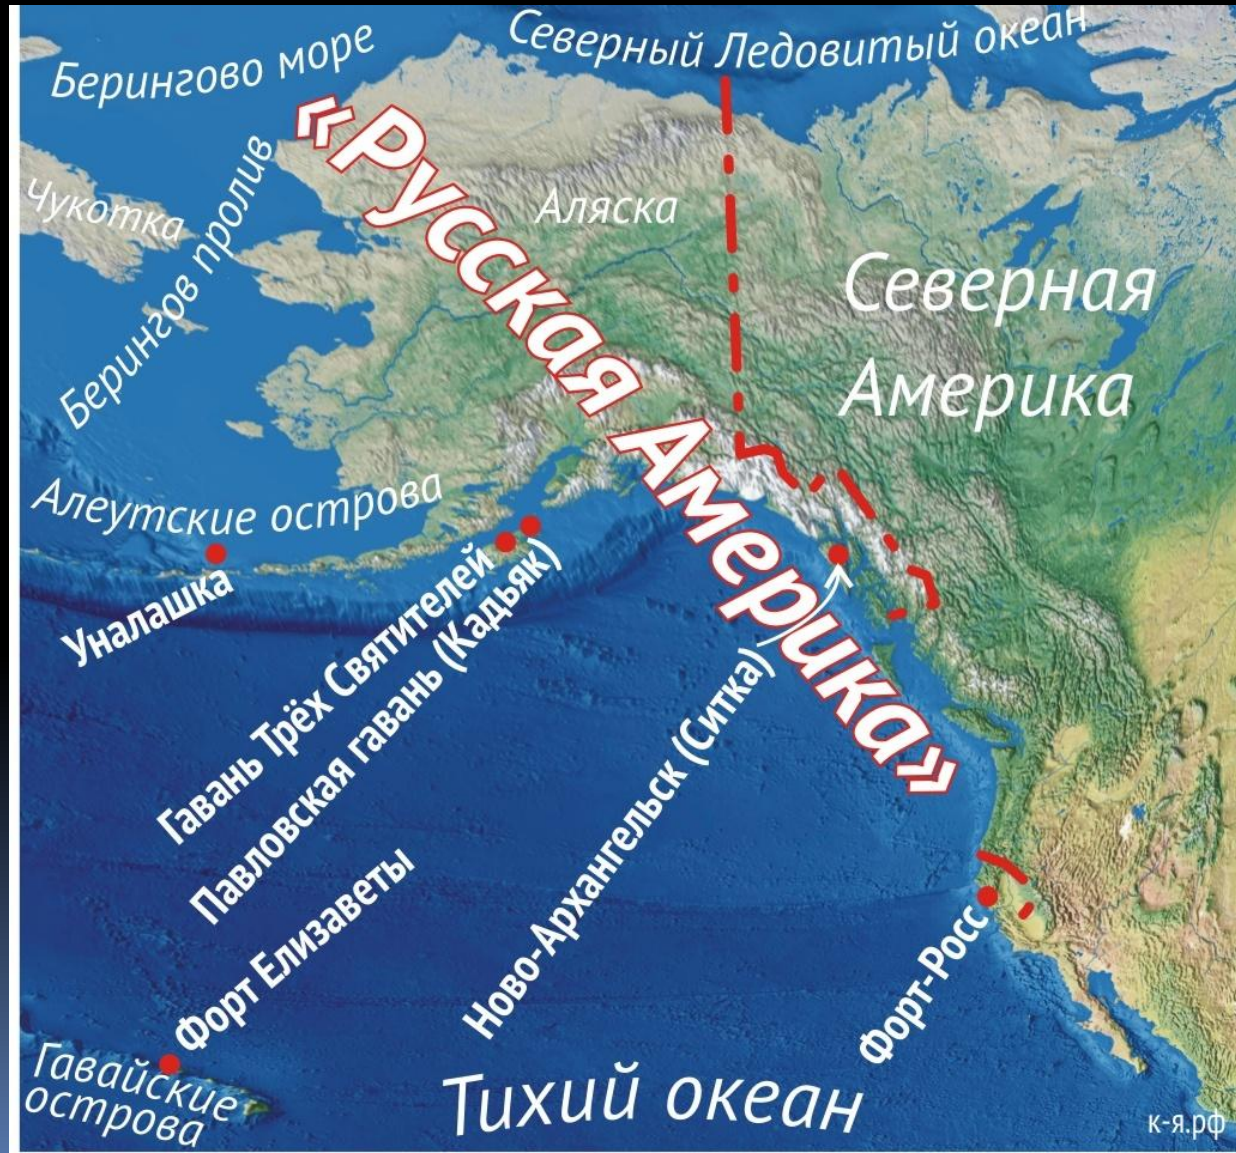 Берингово море
Северный Ледовитый океан
«Русская Америка»
Чукотка
Берингов пролив
Аляска
Северная
Америка
Алеутские острова
Уналашка
Гавань Трёх Святителей
Павловская гавань (Кадьяк)
Ново-Архангельск (Ситка)
Форт Елизаветы
Форт-Росс
Гавайские
острова
Тихий океан
к-я.рф